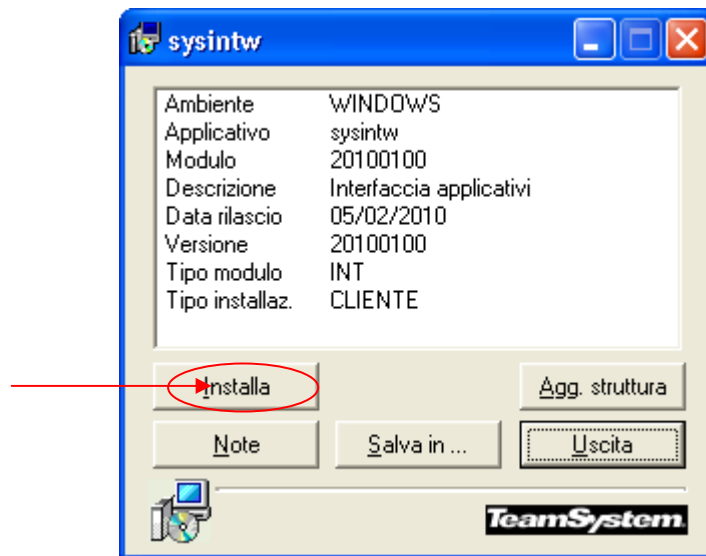 sysintw
Ambiente WINDOWS
Applicativo sysintw
Modulo 20100100
Descrizione Interfaccia applicativi
Data rilascio 05/02/2010
Versione 20100100
Tipo modulo INT
Tipo installaz. CLIENTE
Installa Agg. struttura
Note Salva in ... Uscita
TeamSystem